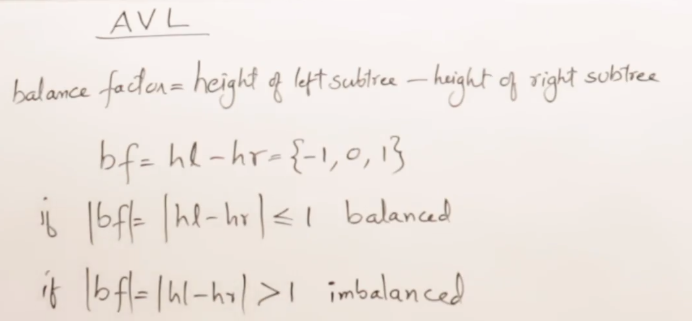 AVL
balance factor = height of left subtree – height of right subtree
bf = hl – hr = {-1, 0, 1}
if |bf| = |hl – hr| ≤ 1 balanced
if |bf| = |hl – hr| > 1 imbalanced